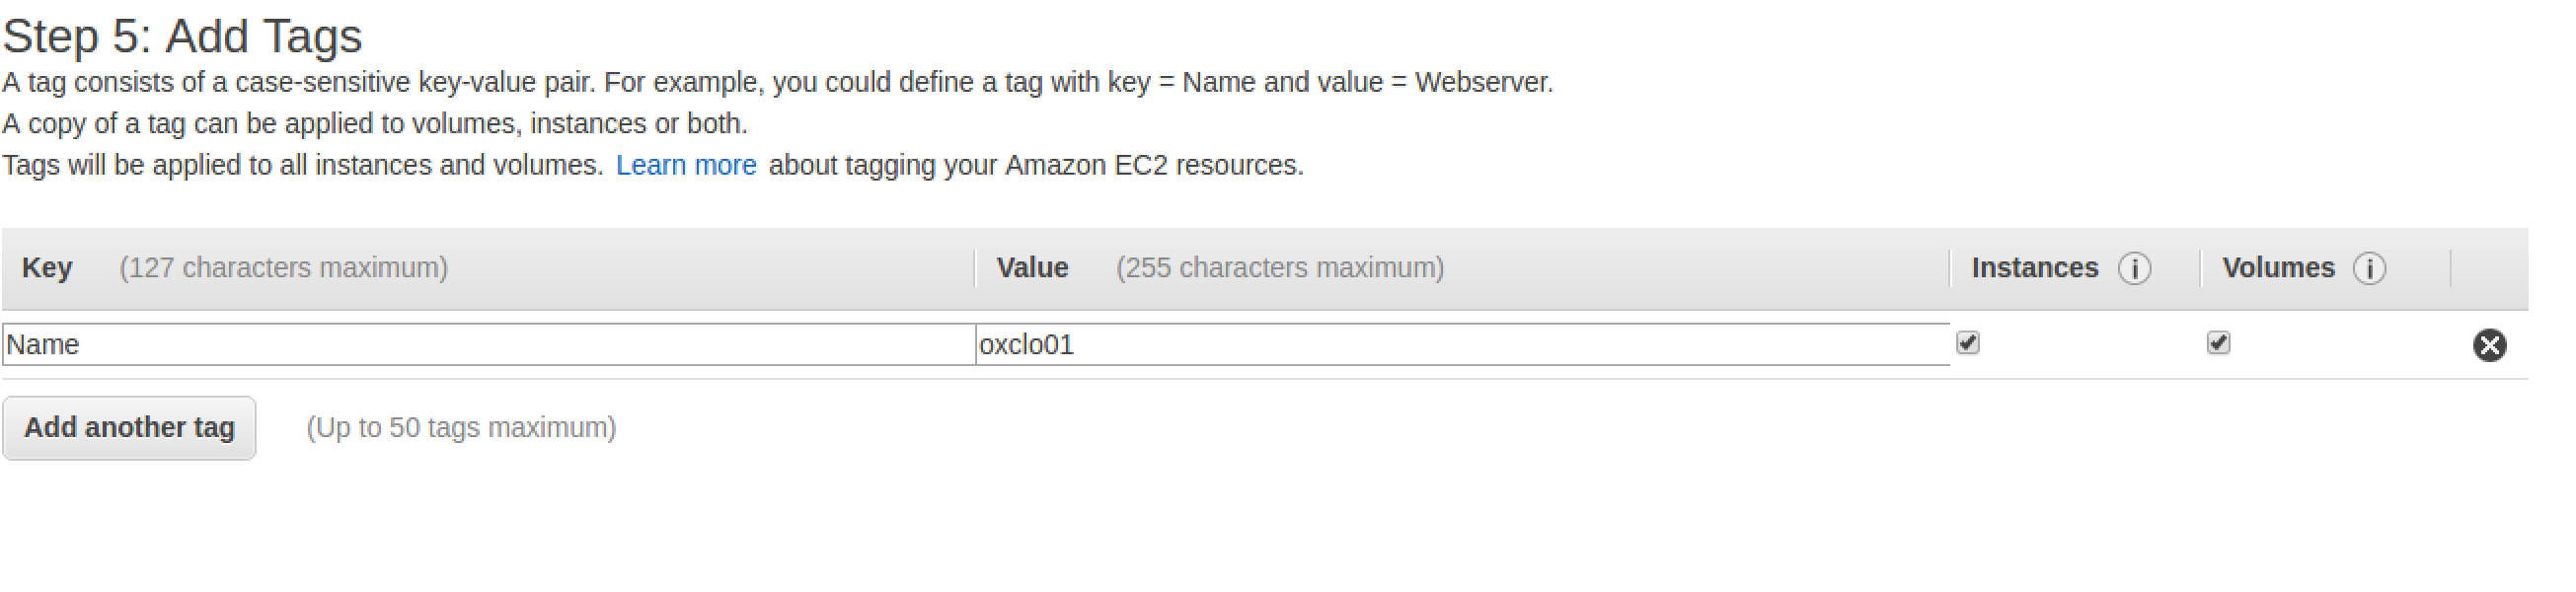 Step 5: Add Tags
A tag consists of a case-sensitive key-value pair. For example, you could define a tag with key = Name and value = Webserver.
A copy of a tag can be applied to volumes, instances or both.
Tags will be applied to all instances and volumes. Learn more about tagging your Amazon EC2 resources.
Key (127 characters maximum) Value (255 characters maximum) Instances i Volumes i
Name oxclo01
Add another tag (Up to 50 tags maximum)